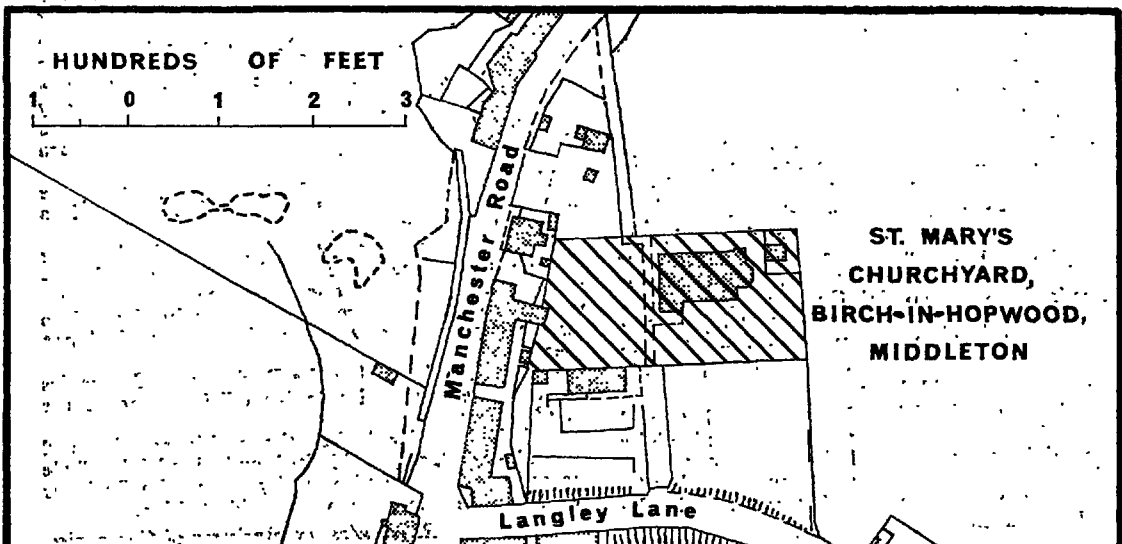 HUNDREDS OF FEET
1 0 1 2 3
Manchester Road
ST. MARY'S
CHURCHYARD,
BIRCH-IN-HOPWOOD,
MIDDLETON
Langley Lane